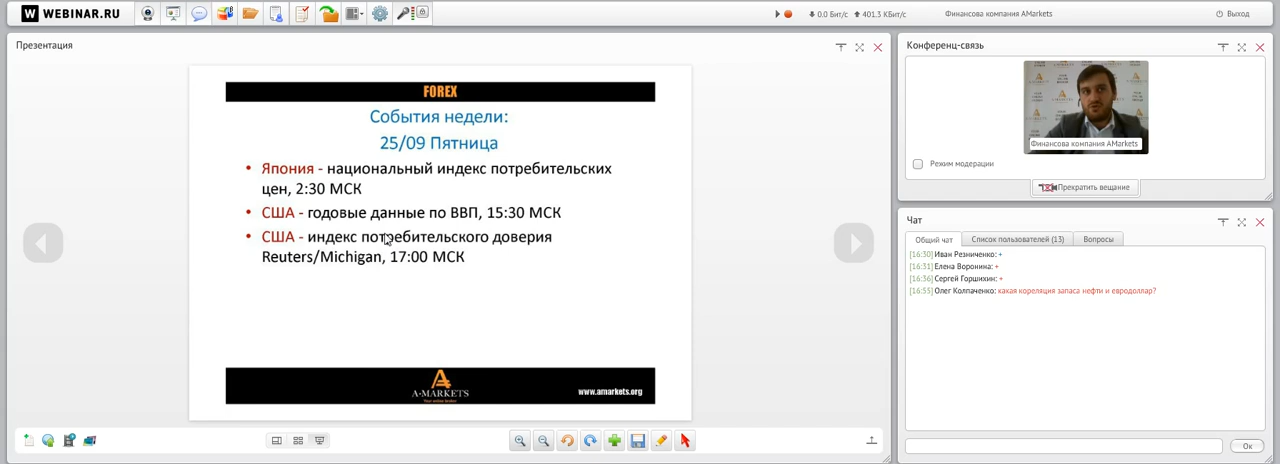 WEBINAR.RU
0.0 Бит/с
401.3 КБит/с
Финансова компания AMarkets
Выход
Презентация
FOREX
События недели:
25/09 Пятница
• Япония - национальный индекс потребительских
цен, 2:30 МСК
• США - годовые данные по ВВП, 15:30 МСК
• США - индекс потребительского доверия
Reuters/Michigan, 17:00 МСК
A-MARKETS
www.amarkets.org
Конференц-связь
Финансова компания AMarkets
Режим модерации
Прекратить вещание
Чат
Общий чат
Список пользователей (13)
Вопросы
[16:30] Иван Резниченко: +
[16:31] Елена Воронина: +
[16:36] Сергей Горшихин: +
[16:55] Олег Колпаченко: какая кореляция запаса нефти и евродоллар?
Ок